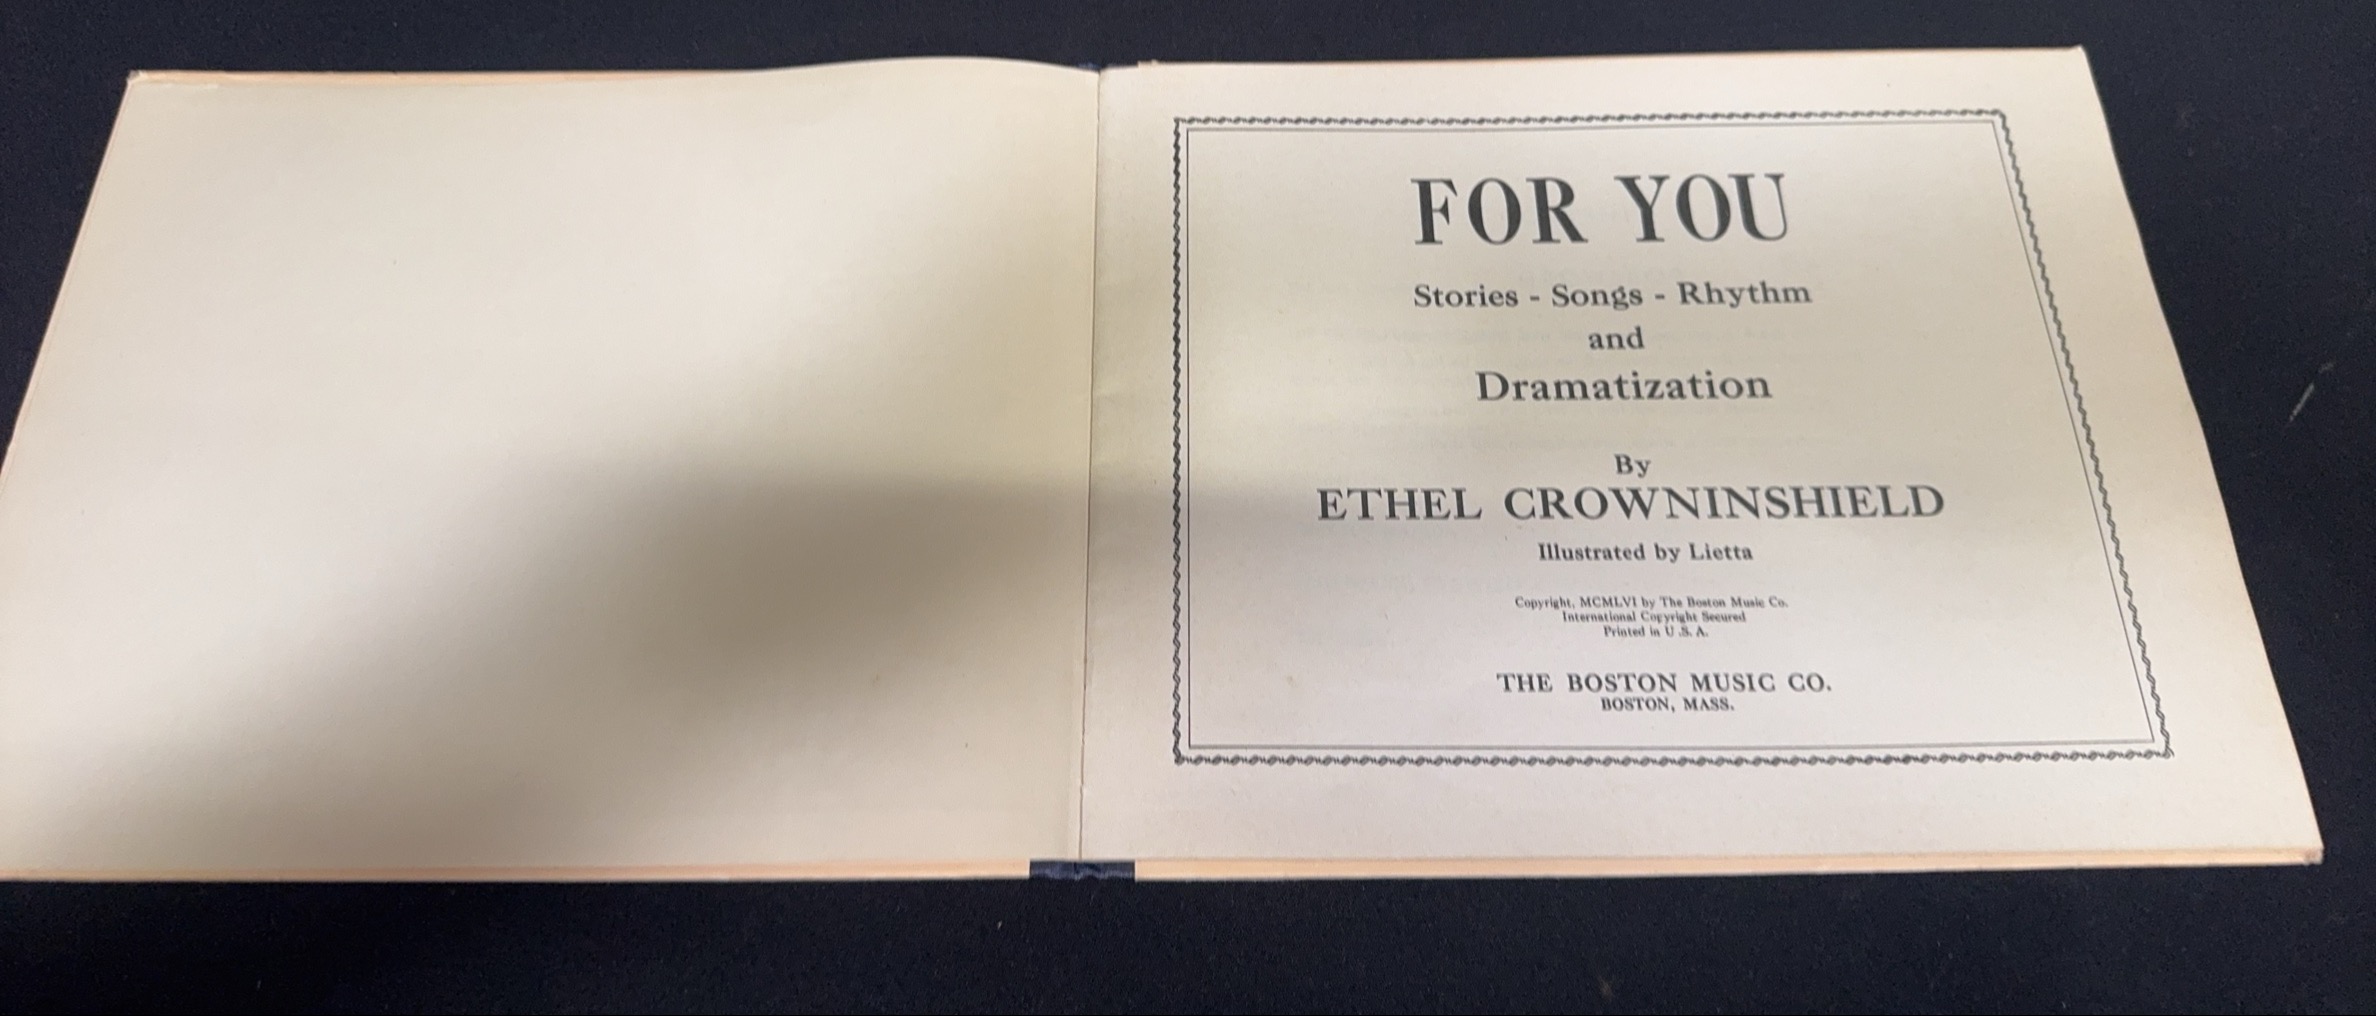 FOR YOU
Stories - Songs - Rhythm
and
Dramatization
By
ETHEL CROWNINSHIELD
Illustrated by Lietta
Copyright, MCMLVI by The Boston Music Co.
International Copyright Secured
Printed in U .S. A.
THE BOSTON MUSIC CO.
BOSTON, MASS.